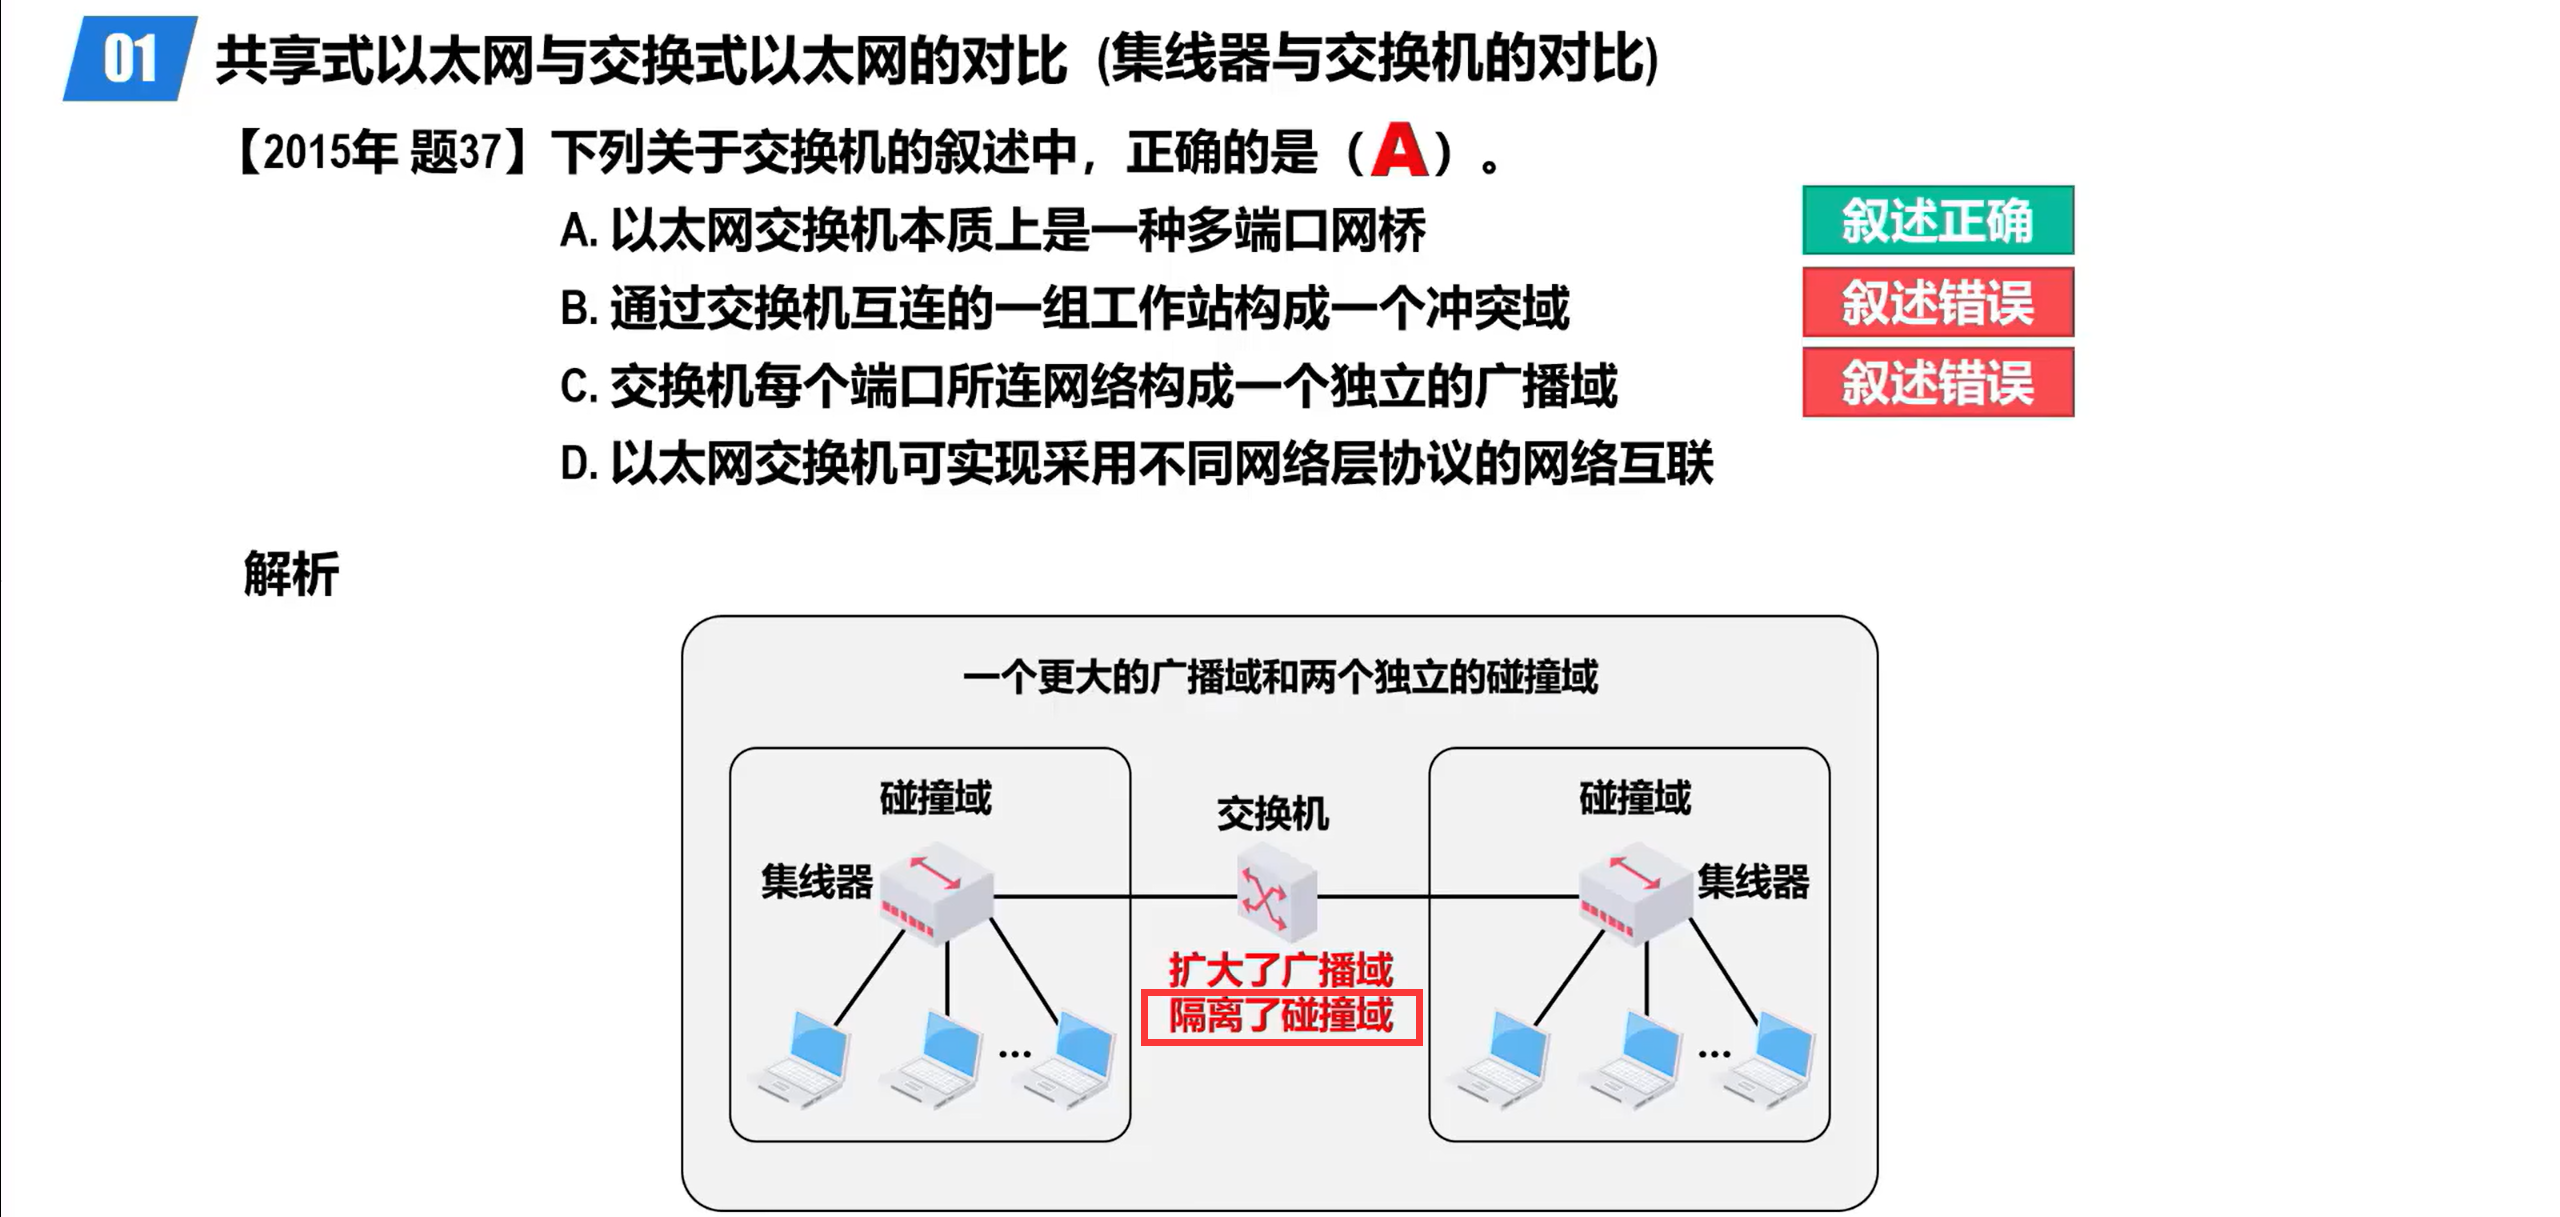 01 共享式以太网与交换式以太网的对比 (集线器与交换机的对比)
【2015年 题37】下列关于交换机的叙述中，正确的是（A）。
A. 以太网交换机本质上是一种多端口网桥
叙述正确
B. 通过交换机互连的一组工作站构成一个冲突域
叙述错误
C. 交换机每个端口所连网络构成一个独立的广播域
叙述错误
D. 以太网交换机可实现采用不同网络层协议的网络互联
解析
一个更大的广播域和两个独立的碰撞域
碰撞域
交换机
碰撞域
集线器
集线器
扩大了广播域
隔离了碰撞域
...
...